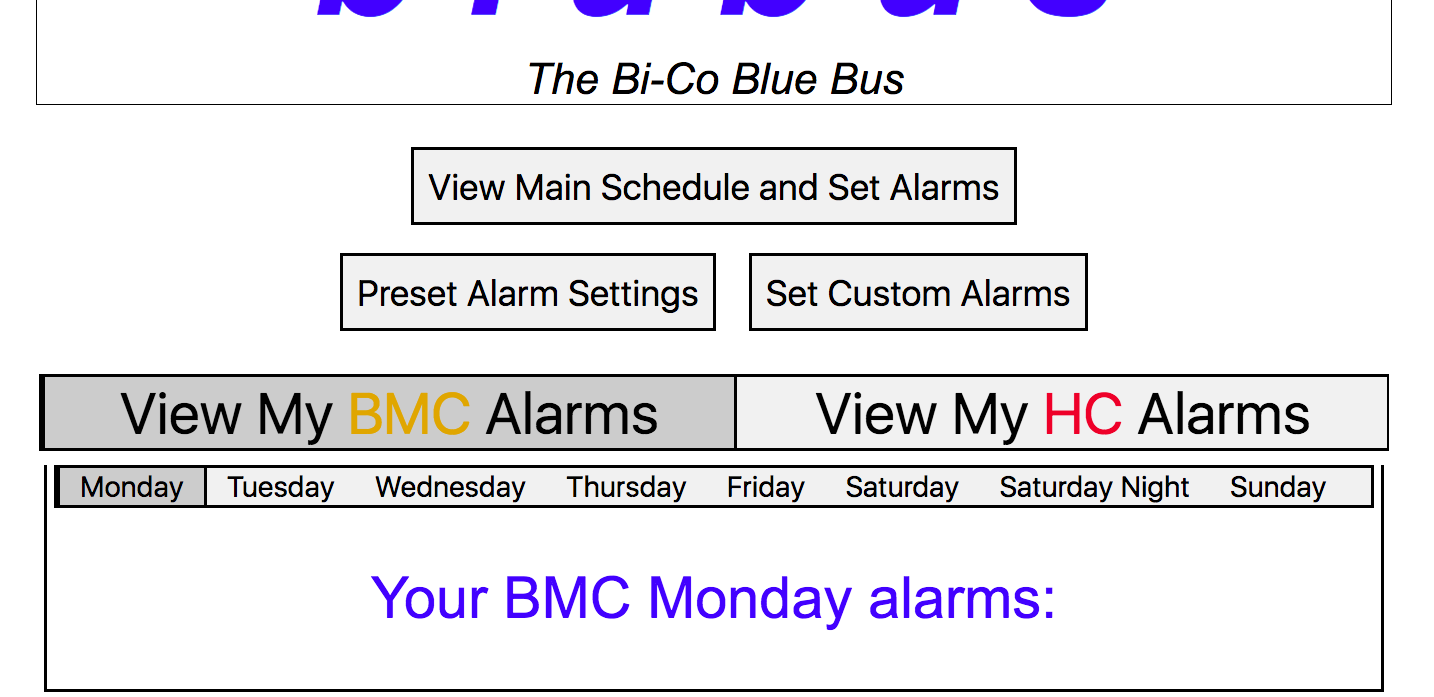 The Bi-Co Blue Bus
View Main Schedule and Set Alarms
Preset Alarm Settings Set Custom Alarms
View My BMC Alarms View My HC Alarms
Monday Tuesday Wednesday Thursday Friday Saturday Saturday Night Sunday
Your BMC Monday alarms: